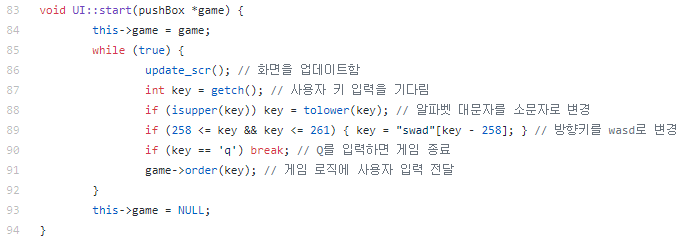 83 void UI::start(pushBox *game) {
84 this->game = game;
85 while (true) {
86 update_scr(); // 화면을 업데이트함
87 int key = getch(); // 사용자 키 입력을 기다림
88 if (isupper(key)) key = tolower(key); // 알파벳 대문자를 소문자로 변경
89 if (258 <= key && key <= 261) { key = "swad"[key - 258]; } // 방향키를 wasd로 변경
90 if (key == 'q') break; // Q를 입력하면 게임 종료
91 game->order(key); // 게임 로직에 사용자 입력 전달
92 }
93 this->game = NULL;
94 }